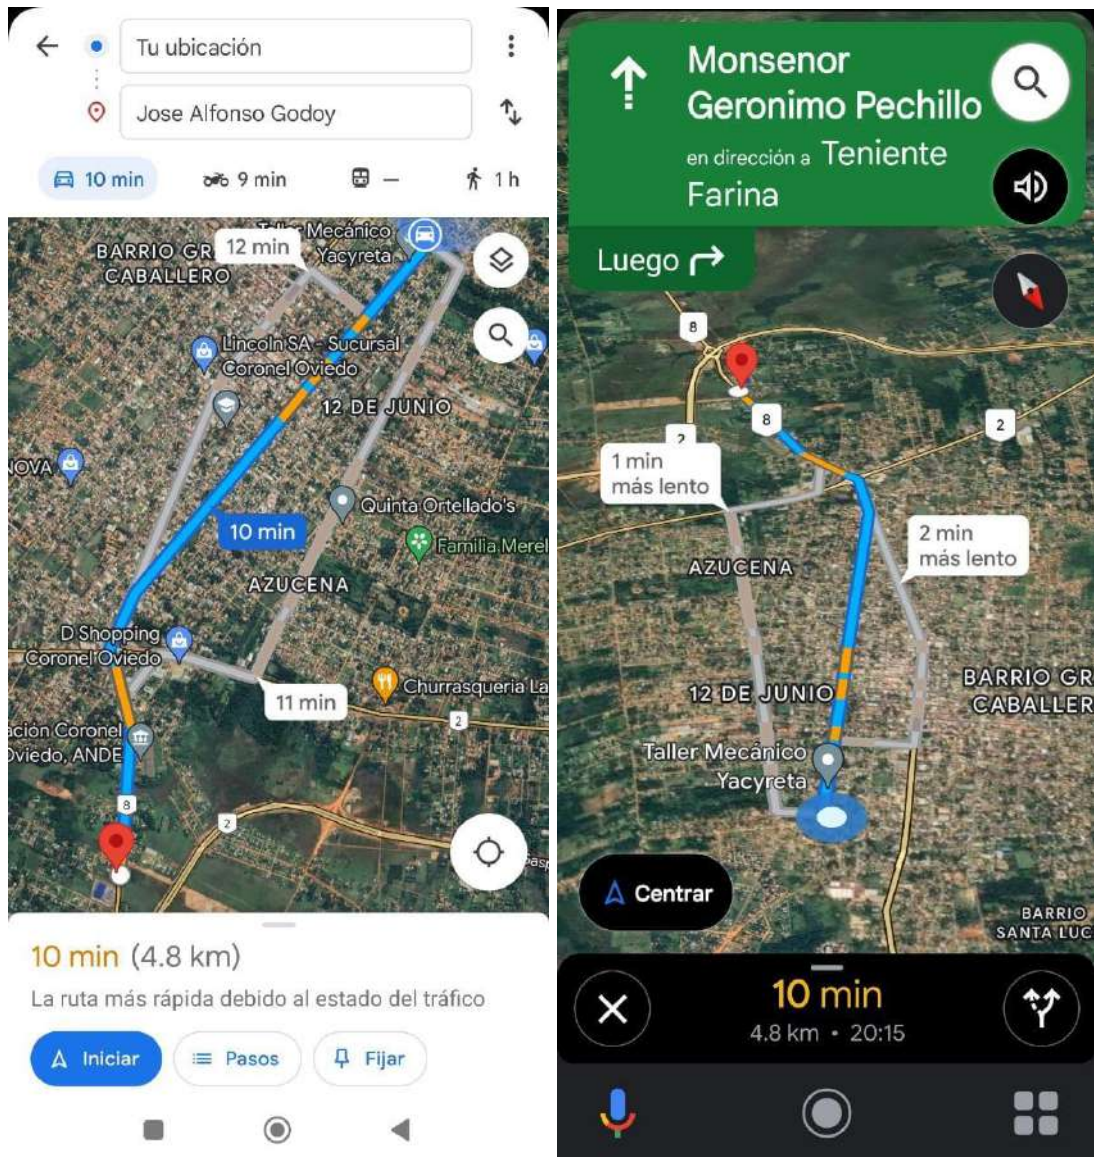 Tu ubicación
Jose Alfonso Godoy
10 min
9 min
—
1 h
12 min
Taller Mecánico
Yacyreta
BARRIO GR
CABALLERO
Lincoln SA - Sucursal
Coronel Oviedo
12 DE JUNIO
NOVA
Quinta Ortellado's
10 min
Familia Merel
AZUCENA
D Shopping
Coronel Oviedo
Churrasqueria La
11 min
2
ación Coronel
Oviedo, ANDE
8
2
10 min (4.8 km)
La ruta más rápida debido al estado del tráfico
Iniciar
Pasos
Fijar
Monsenor
Geronimo Pechillo
en dirección a Teniente
Farina
Luego
8
2
8
2
1 min
más lento
2 min
más lento
AZUCENA
BARRIO GR
CABALLER
12 DE JUNIO
Taller Mecánico
Yacyreta
Centrar
BARRIO
SANTA LUC
10 min
4.8 km • 20:15